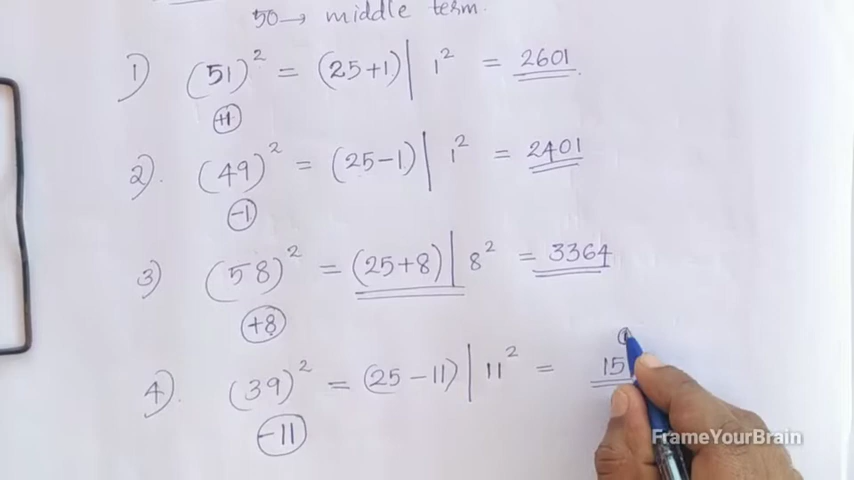 50 → middle term.
1) (51)² = (25+1) | 1² = 2601
+1
2). (49)² = (25-1) | 1² = 2401
-1
3) (58)² = (25+8) | 8² = 3364
+8
4). (39)² = (25-11) | 11² = 15
-11
FrameYourBrain